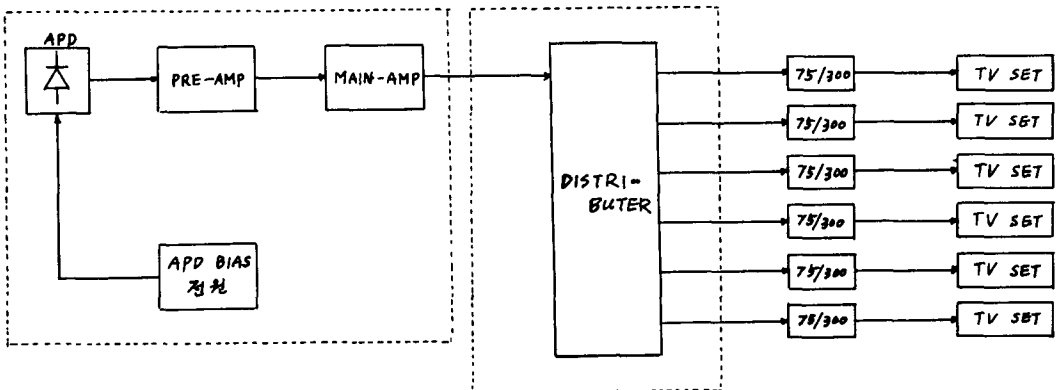 APD
PRE-AMP
MAIN-AMP
APD BIAS
전원
DISTRI-
BUTER
75/300
TV SET
75/300
TV SET
75/300
TV SET
75/300
TV SET
75/300
TV SET
75/300
TV SET